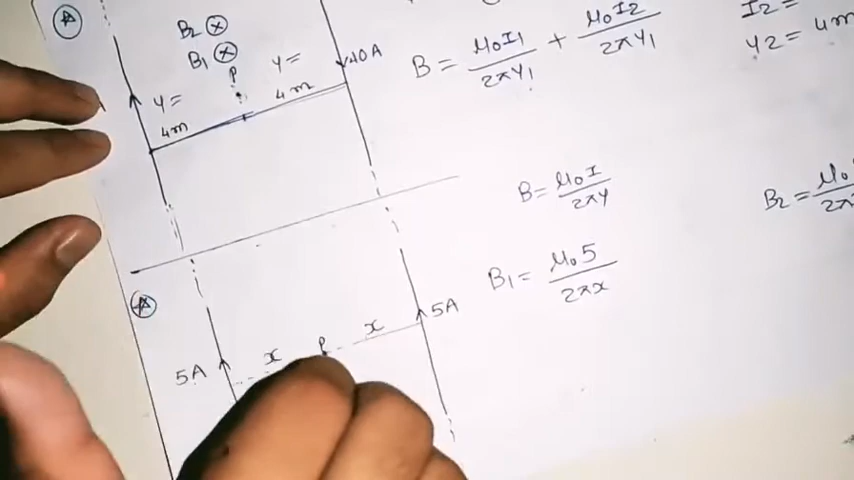 B₂ ⊗
B₁ ⊗
P
Y =
4m
Y =
4m
40A
B = μ₀I₁/2πY₁ + μ₀I₂/2πY₁
I₂ =
Y₂ = 4m
B = μ₀I/2πY
B₂ = μ₀
B₁ = μ₀5/2πx
5A
x
P
x
5A